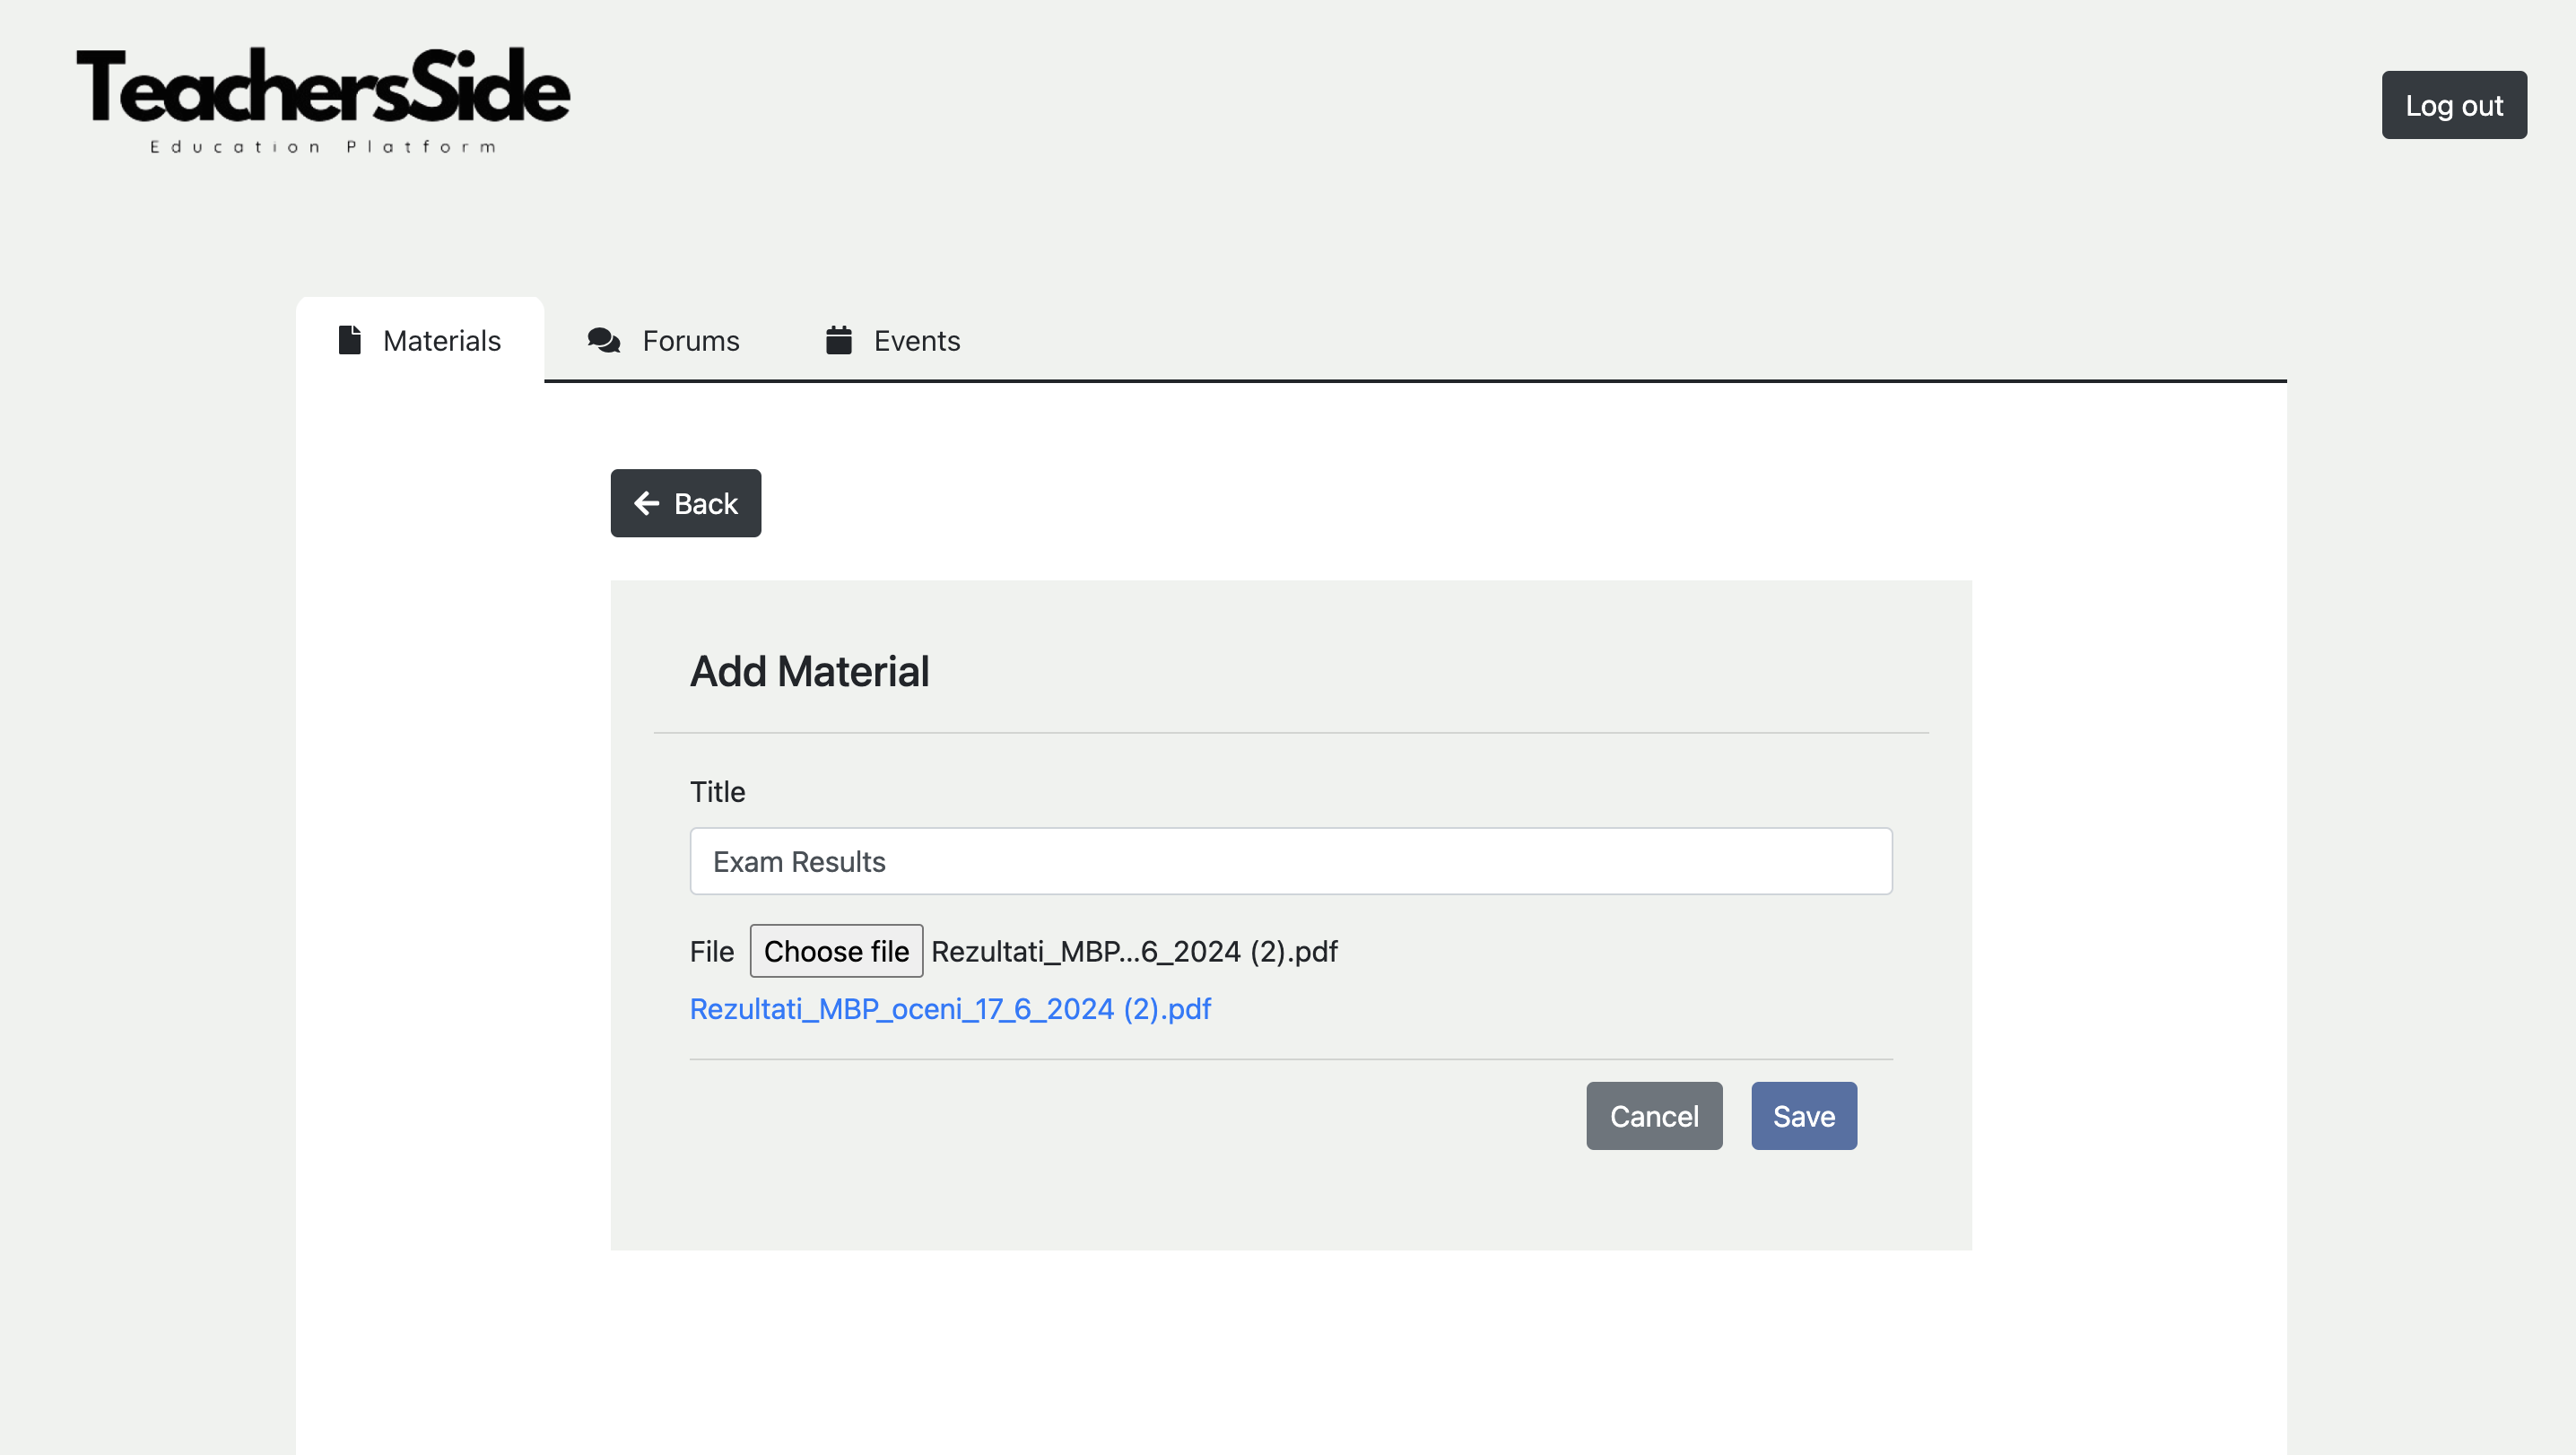 TeachersSide
Education Platform
Log out
Materials
Forums
Events
Back
Add Material
Title
Exam Results
File Choose file Rezultati_MBP...6_2024 (2).pdf
Rezultati_MBP_oceni_17_6_2024 (2).pdf
Cancel
Save